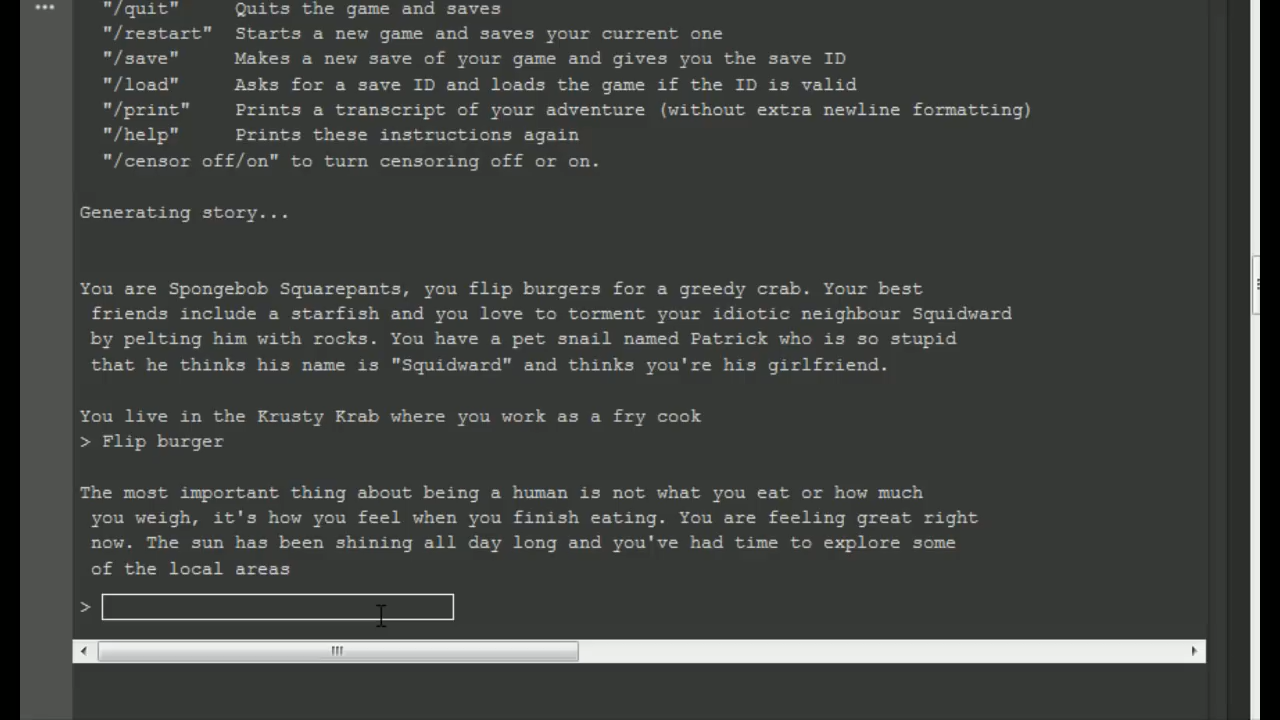 "/quit" Quits the game and saves
"/restart" Starts a new game and saves your current one
"/save" Makes a new save of your game and gives you the save ID
"/load" Asks for a save ID and loads the game if the ID is valid
"/print" Prints a transcript of your adventure (without extra newline formatting)
"/help" Prints these instructions again
"/censor off/on" to turn censoring off or on.
Generating story...
You are Spongebob Squarepants, you flip burgers for a greedy crab. Your best
friends include a starfish and you love to torment your idiotic neighbour Squidward
by pelting him with rocks. You have a pet snail named Patrick who is so stupid
that he thinks his name is "Squidward" and thinks you're his girlfriend.
You live in the Krusty Krab where you work as a fry cook
> Flip burger
The most important thing about being a human is not what you eat or how much
you weigh, it's how you feel when you finish eating. You are feeling great right
now. The sun has been shining all day long and you've had time to explore some
of the local areas
>